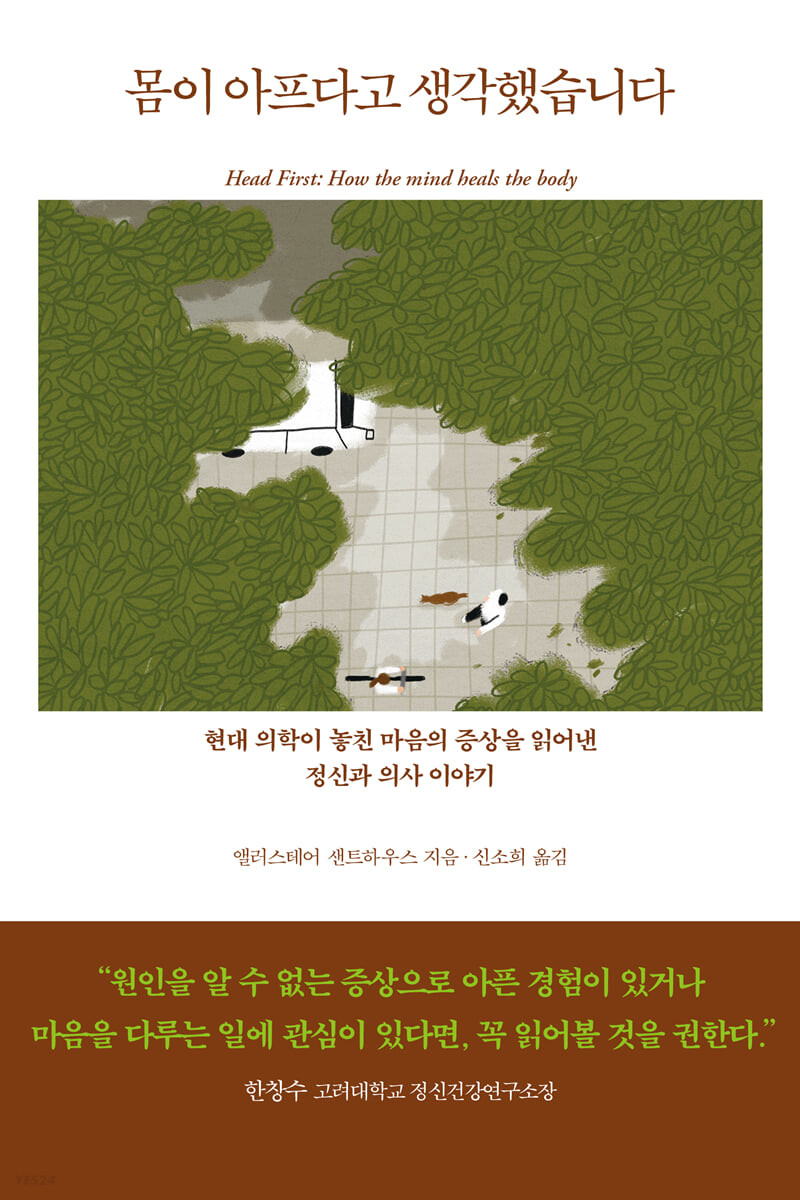 몸이 아프다고 생각했습니다
Head First: How the mind heals the body
현대 의학이 놓친 마음의 증상을 읽어낸
정신과 의사 이야기
앨러스테어 샌트하우스 지음 · 신소희 옮김
“원인을 알 수 없는 증상으로 아픈 경험이 있거나
마음을 다루는 일에 관심이 있다면, 꼭 읽어볼 것을 권한다.”
한창수 고려대학교 정신건강연구소장
YES24